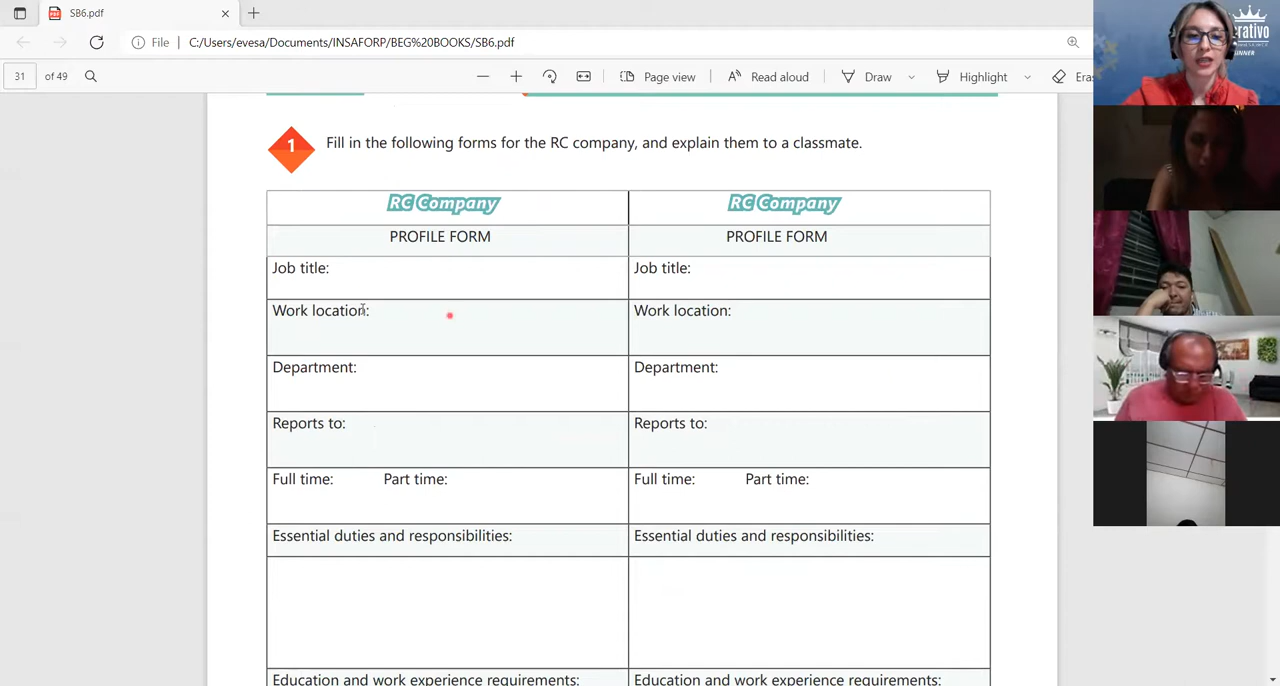 SB6.pdf
File C:/Users/evesa/Documents/INSAFORP/BEG%20BOOKS/SB6.pdf
31 of 49 Page view Read aloud Draw Highlight
1 Fill in the following forms for the RC company, and explain them to a classmate.
RC Company RC Company
PROFILE FORM PROFILE FORM
Job title: Job title:
Work location: Work location:
Department: Department:
Reports to: Reports to:
Full time: Part time: Full time: Part time:
Essential duties and responsibilities: Essential duties and responsibilities:
Education and work experience requirements: Education and work experience requirements: